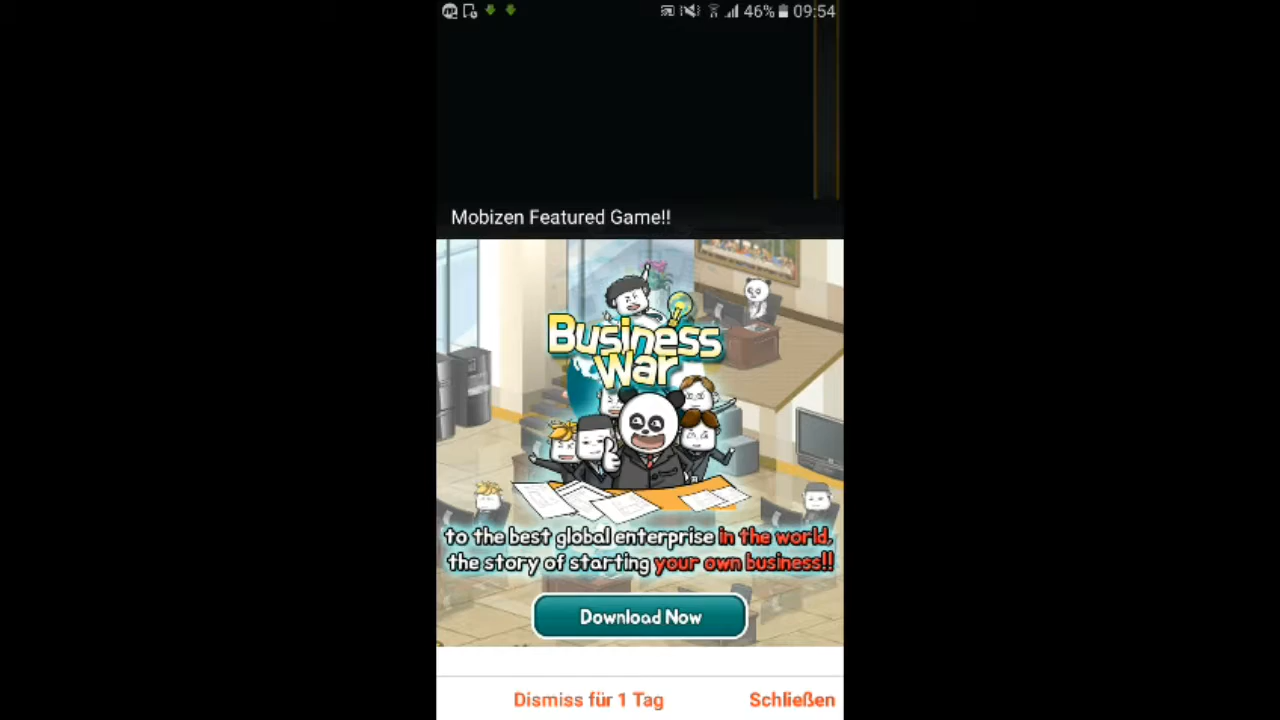 46% 09:54
Mobizen Featured Game!!
Business
War
to the best global enterprise in the world,
the story of starting your own business!!
Download Now
Dismiss für 1 Tag Schließen